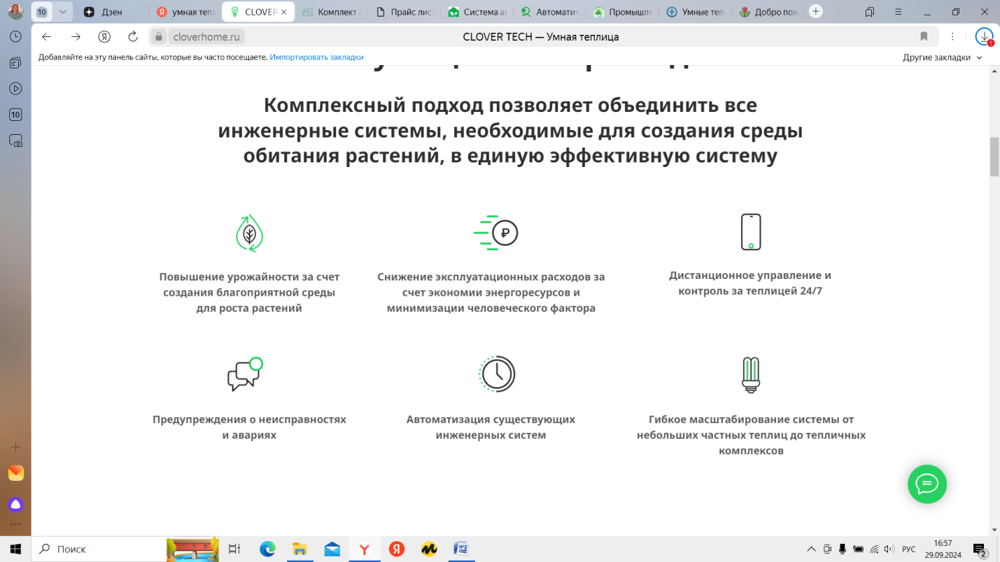 10
Дзен
умная тепл
CLOVER
Комплект а
Прайс лист
Система ав
Автоматич
Промышле
Умные теп
Добро пож
cloverhome.ru
CLOVER TECH — Умная теплица
Добавляйте на эту панель сайты, которые вы часто посещаете. Импортировать закладки
Другие закладки
10
Комплексный подход позволяет объединить все
инженерные системы, необходимые для создания среды
обитания растений, в единую эффективную систему
Повышение урожайности за счет
создания благоприятной среды
для роста растений
Снижение эксплуатационных расходов за
счет экономии энергоресурсов и
минимизации человеческого фактора
Дистанционное управление и
контроль за теплицей 24/7
Предупреждения о неисправностях
и авариях
Автоматизация существующих
инженерных систем
Гибкое масштабирование системы от
небольших частных теплиц до тепличных
комплексов
Поиск
РУС
16:57
29.09.2024
2